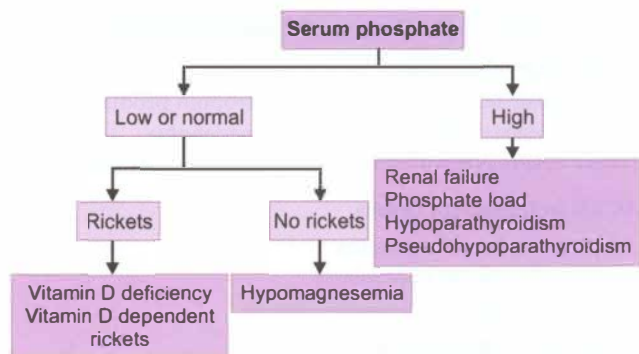 Serum phosphate
Low or normal
High
Rickets
No rickets
Renal failure
Phosphate load
Hypoparathyroidism
Pseudohypoparathyroidism
Vitamin D deficiency
Vitamin D dependent
rickets
Hypomagnesemia